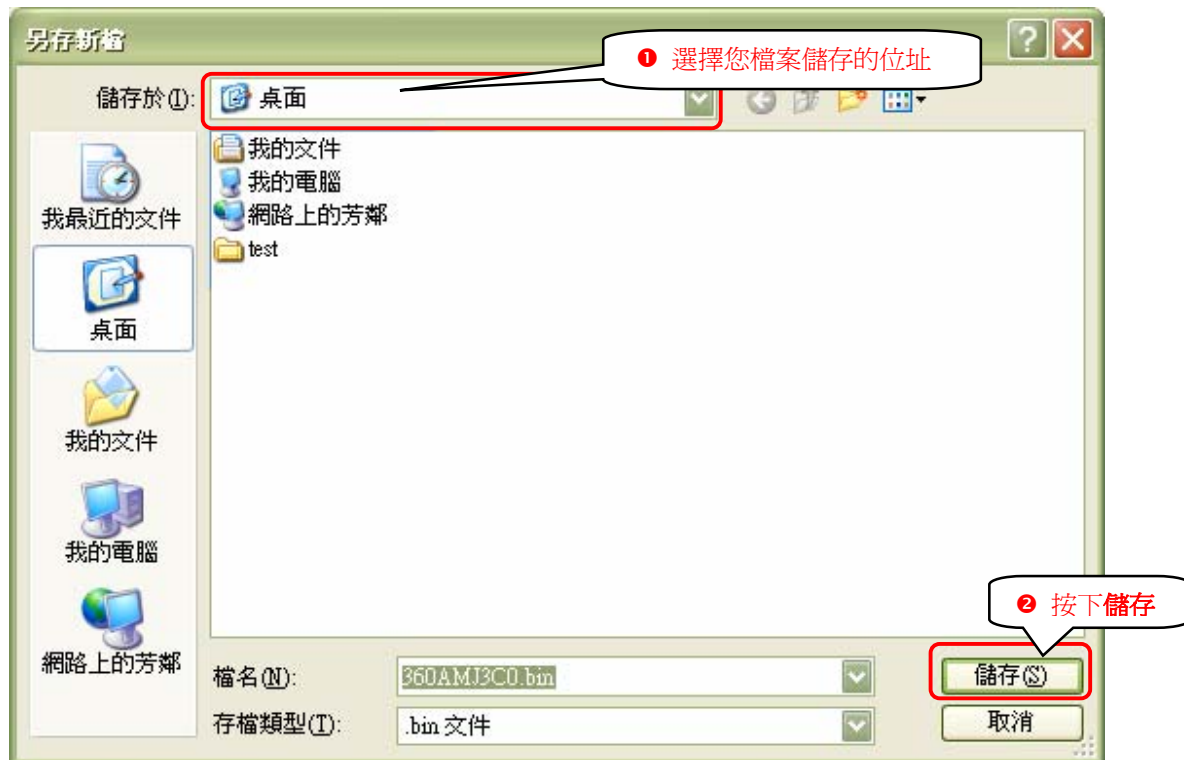 另存新檔
❶ 選擇您檔案儲存的位址
儲存於(I): 桌面
我的文件
我的電腦
網路上的芳鄰
test
我最近的文件
桌面
我的文件
我的電腦
網路上的芳鄰
❷ 按下儲存
檔名(N): 360AMJ3C0.bin 儲存(S)
存檔類型(T): .bin 文件 取消